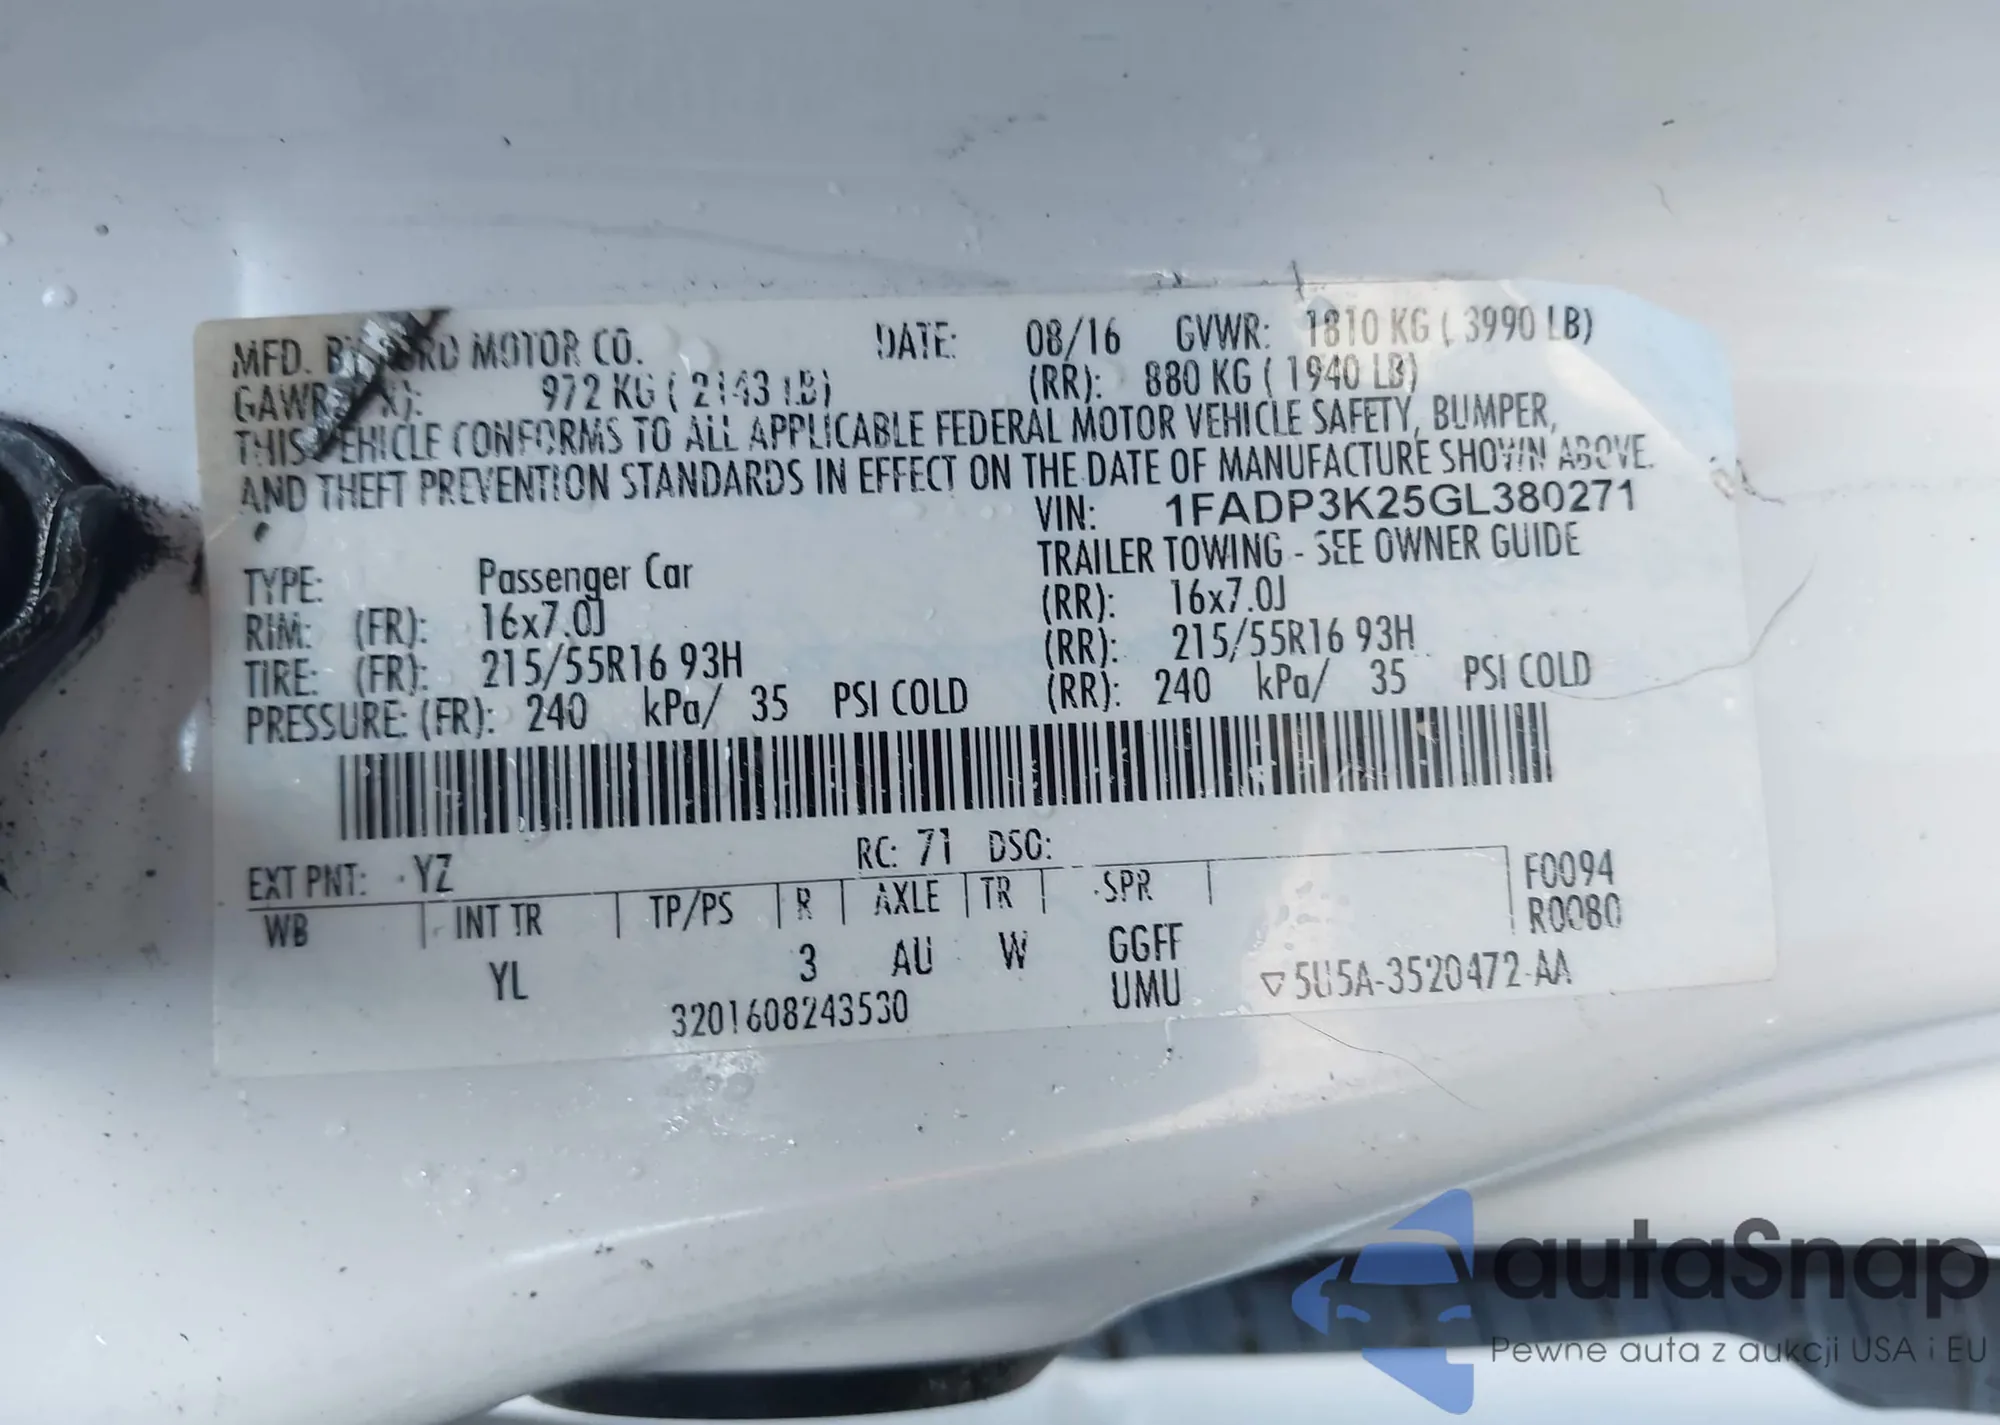 MFD. BY FORD MOTOR CO. DATE: 08/16 GVWR: 1810 KG ( 3990 LB)
972 KG ( 2143 LB) (RR): 880 KG ( 1940 LB)
THIS VEHICLE CONFORMS TO ALL APPLICABLE FEDERAL MOTOR VEHICLE SAFETY, BUMPER,
AND THEFT PREVENTION STANDARDS IN EFFECT ON THE DATE OF MANUFACTURE SHOWN ABOVE.
VIN: 1FADP3K25GL380271
TYPE: Passenger Car TRAILER TOWING - SEE OWNER GUIDE
RIM: (FR): 16x7.0J (RR): 16x7.0J
TIRE: (FR): 215/55R16 93H (RR): 215/55R16 93H
PRESSURE: (FR): 240 kPa/ 35 PSI COLD (RR): 240 kPa/ 35 PSI COLD
EXT PNT: YZ RC: 71 DSO: F0094
WB INT TR TP/PS R AXLE TR SPR R0080
YL 3 AU W GGFF
3201608243530 UMU ▽5U5A-3520472-AA
autaSnap
Pewne auta z aukcji USA i EU